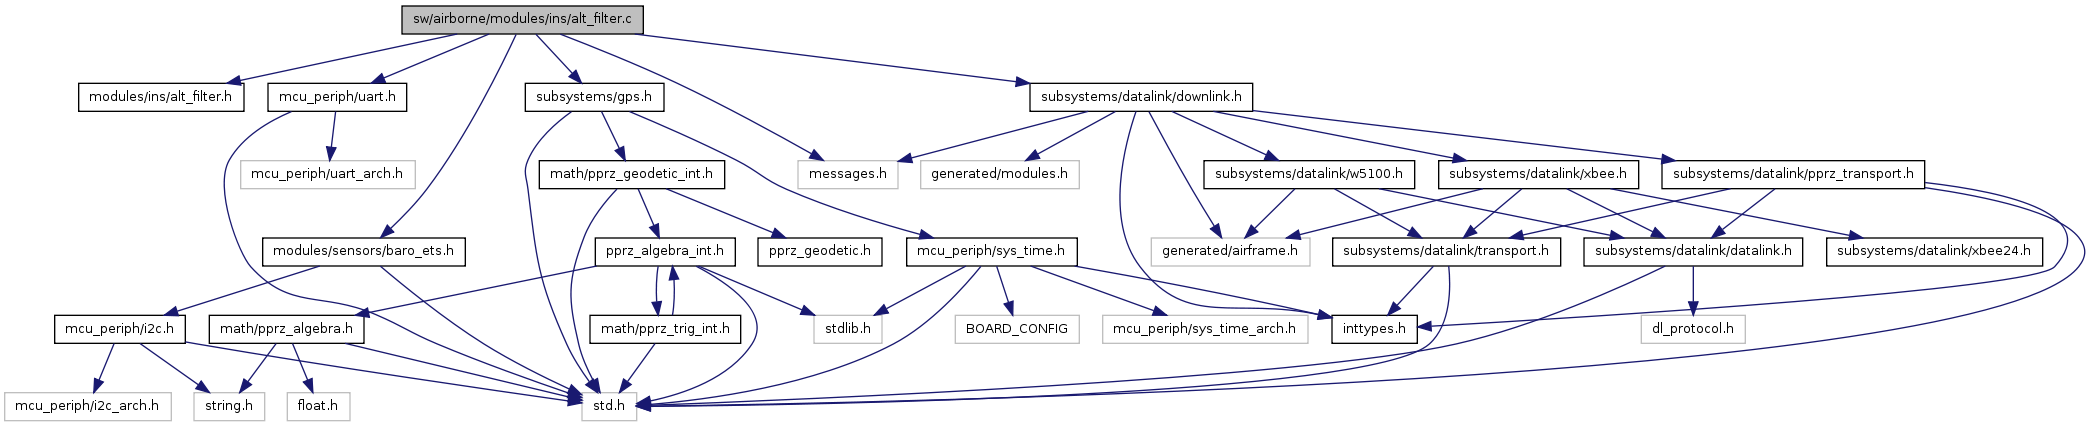 sw/airborne/modules/ins/alt_filter.c
modules/ins/alt_filter.h
mcu_periph/uart.h
subsystems/gps.h
subsystems/datalink/downlink.h
mcu_periph/uart_arch.h
math/pprz_geodetic_int.h
messages.h
generated/modules.h
subsystems/datalink/w5100.h
subsystems/datalink/xbee.h
subsystems/datalink/pprz_transport.h
modules/sensors/baro_ets.h
pprz_algebra_int.h
pprz_geodetic.h
mcu_periph/sys_time.h
generated/airframe.h
subsystems/datalink/transport.h
subsystems/datalink/datalink.h
subsystems/datalink/xbee24.h
mcu_periph/i2c.h
math/pprz_algebra.h
math/pprz_trig_int.h
stdlib.h
BOARD_CONFIG
mcu_periph/sys_time_arch.h
inttypes.h
dl_protocol.h
mcu_periph/i2c_arch.h
string.h
float.h
std.h